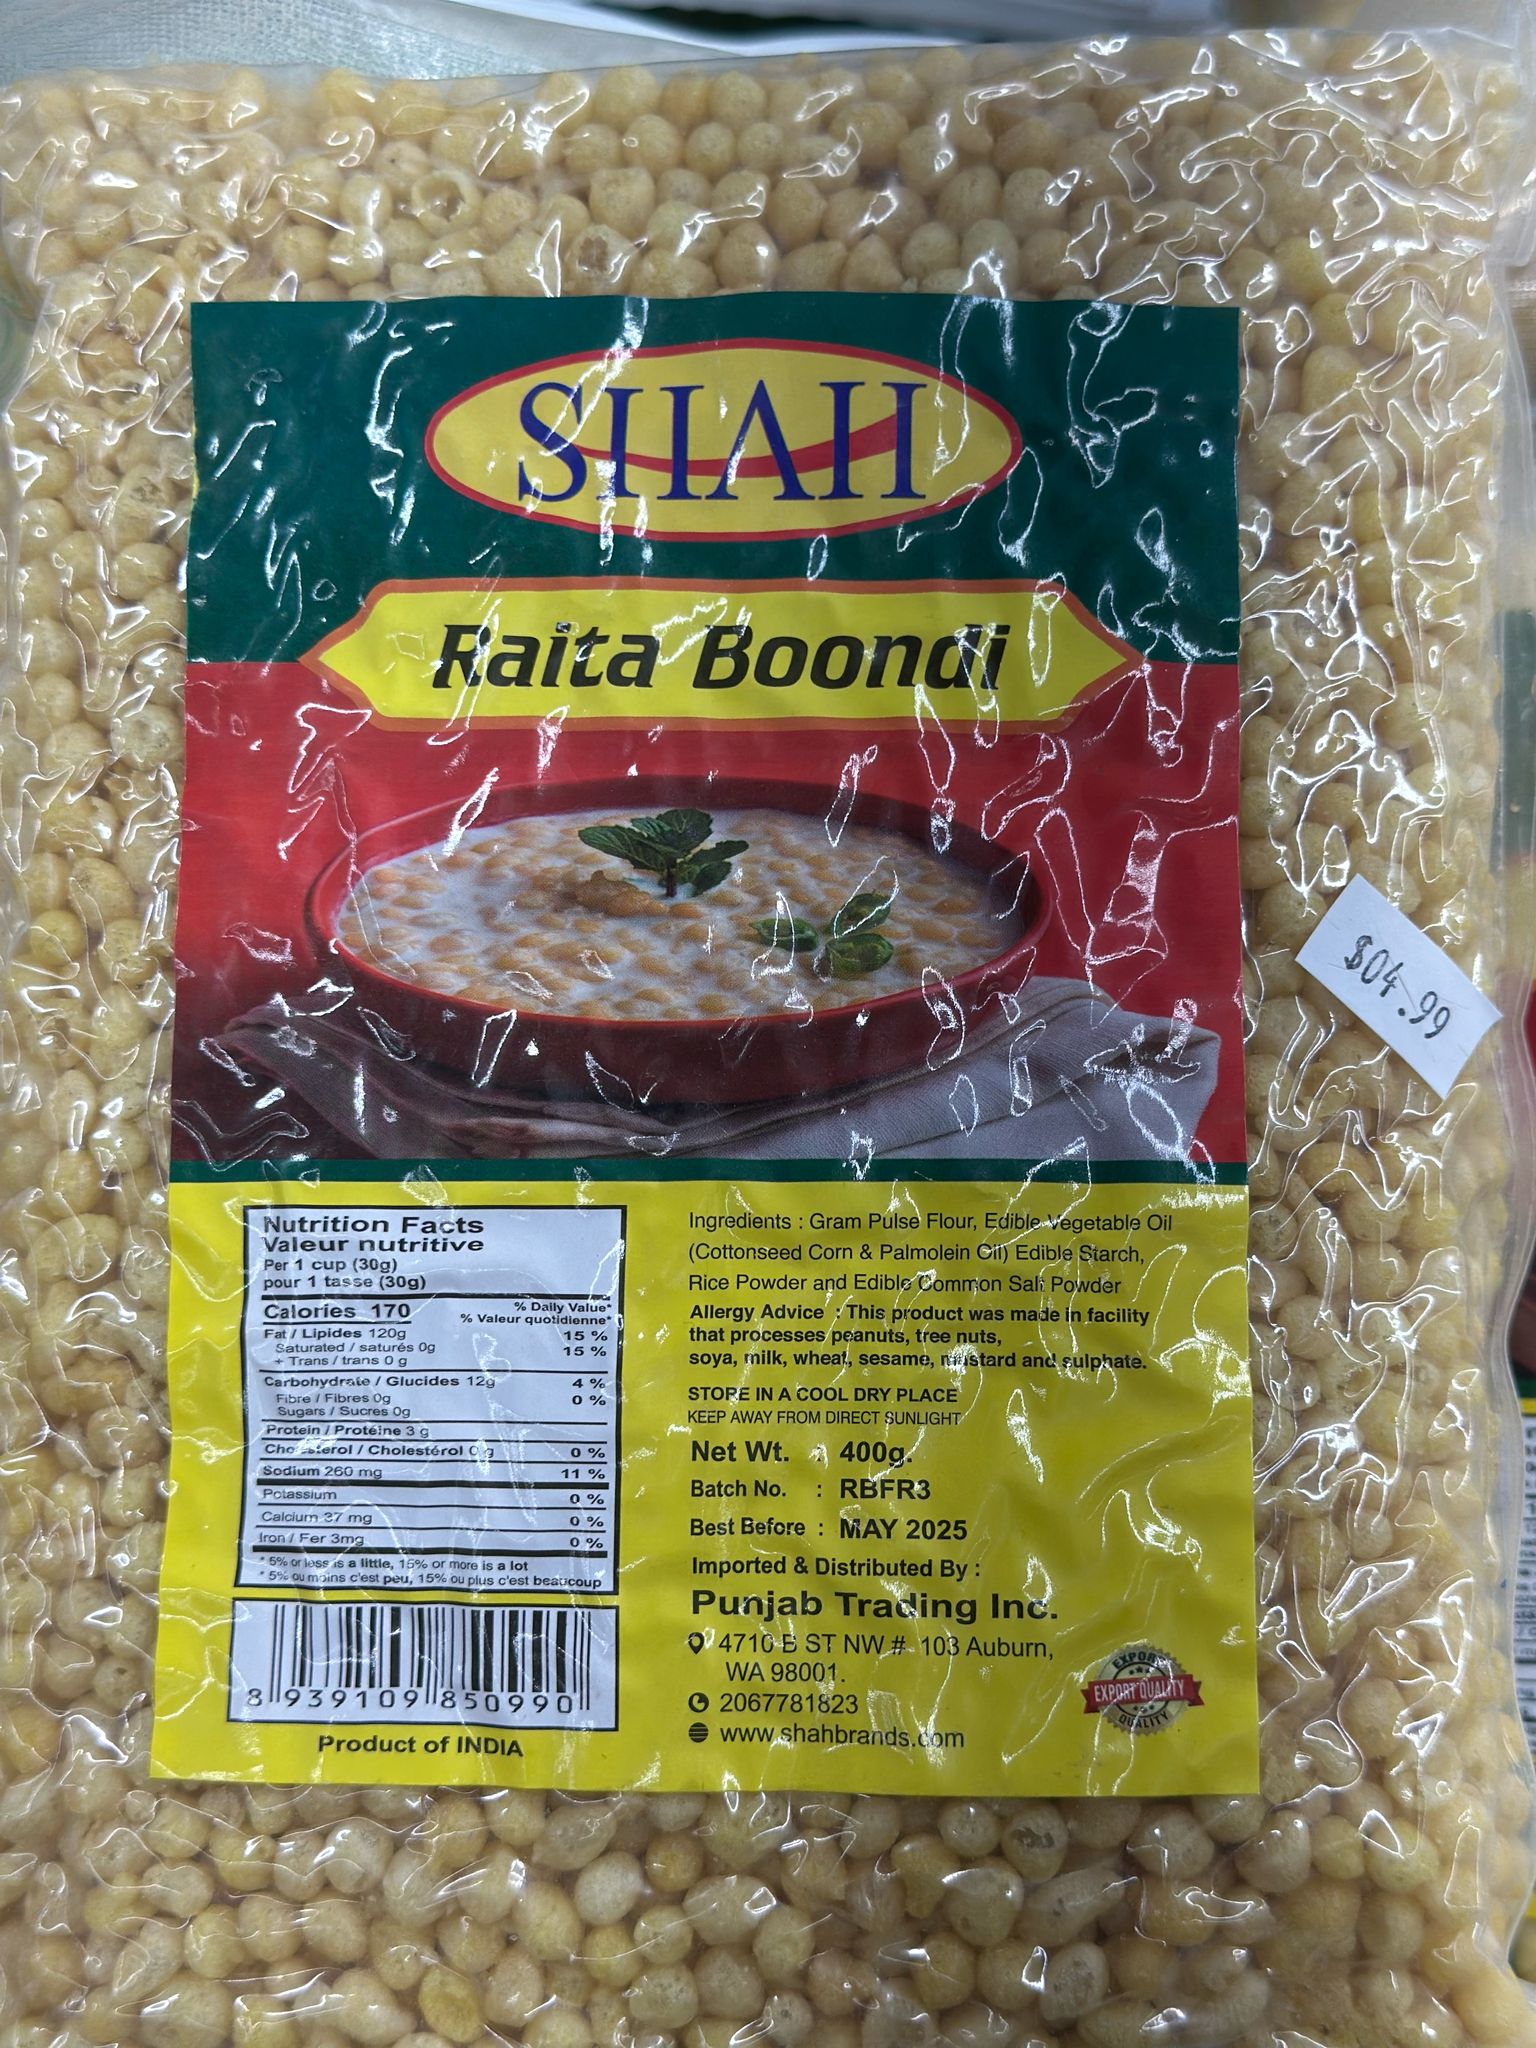 SHAH
Raita Boondi
$04.99
Nutrition Facts
Valeur nutritive
Per 1 cup (30g)
pour 1 tasse (30g)
Calories 170
% Daily Value*
% Valeur quotidienne*
Fat / Lipides 120g 15 %
Saturated / saturés 0g 15 %
+ Trans / trans 0 g
Carbohydrate / Glucides 12g 4 %
Fibre / Fibres 0g 0 %
Sugars / Sucres 0g
Protein / Protéine 3 g
Cholesterol / Cholestérol 0 g 0 %
Sodium 260 mg 11 %
Potassium 0 %
Calcium 37 mg 0 %
Iron / Fer 3mg 0 %
* 5% or less is a little, 15% or more is a lot
* 5% ou moins c'est peu, 15% ou plus c'est beaucoup
8 939109 850990
Product of INDIA
Ingredients : Gram Pulse Flour, Edible Vegetable Oil
(Cottonseed Corn & Palmolein Oil) Edible Starch,
Rice Powder and Edible Common Salt Powder
Allergy Advice : This product was made in facility
that processes peanuts, tree nuts,
soya, milk, wheat, sesame, mustard and sulphate.
STORE IN A COOL DRY PLACE
KEEP AWAY FROM DIRECT SUNLIGHT
Net Wt. : 400g.
Batch No. : RBFR3
Best Before : MAY 2025
Imported & Distributed By :
Punjab Trading Inc.
4710 B ST NW # 103 Auburn,
WA 98001.
2067781823
www.shahbrands.com
EXPORT
EXPORT QUALITY
QUALITY